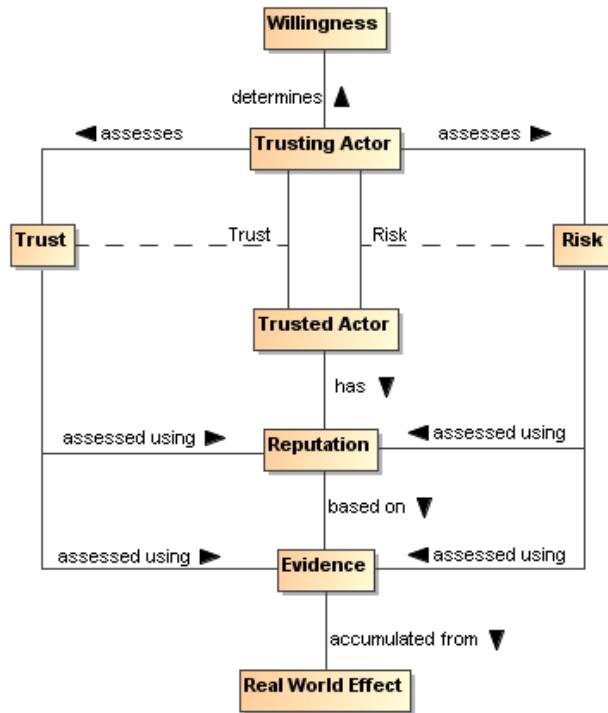 Willingness
determines
assesses
assesses
Trusting Actor
Trust
Trust
Risk
Risk
Trusted Actor
has
assessed using
assessed using
Reputation
based on
assessed using
assessed using
Evidence
accumulated from
Real World Effect